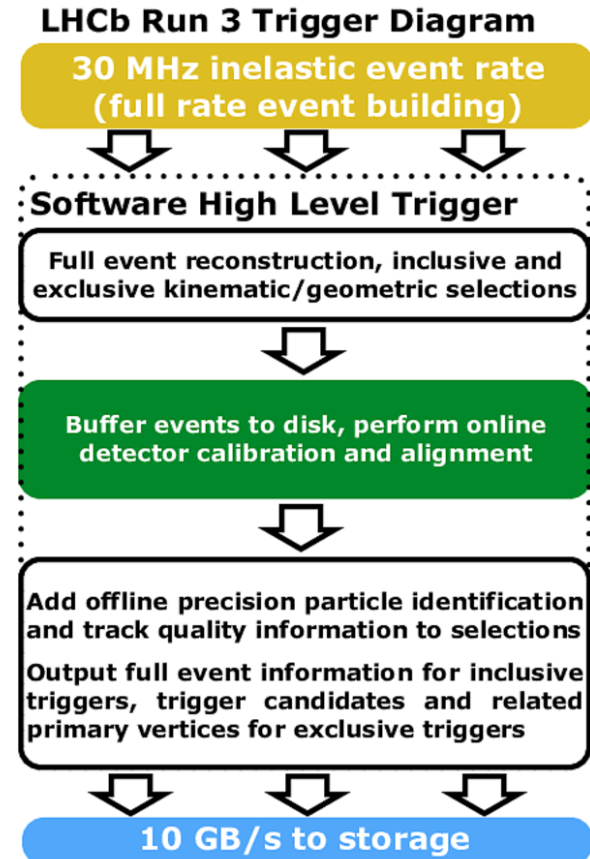 LHCb Run 3 Trigger Diagram
30 MHz inelastic event rate
(full rate event building)
Software High Level Trigger
Full event reconstruction, inclusive and
exclusive kinematic/geometric selections
Buffer events to disk, perform online
detector calibration and alignment
Add offline precision particle identification
and track quality information to selections
Output full event information for inclusive
triggers, trigger candidates and related
primary vertices for exclusive triggers
10 GB/s to storage